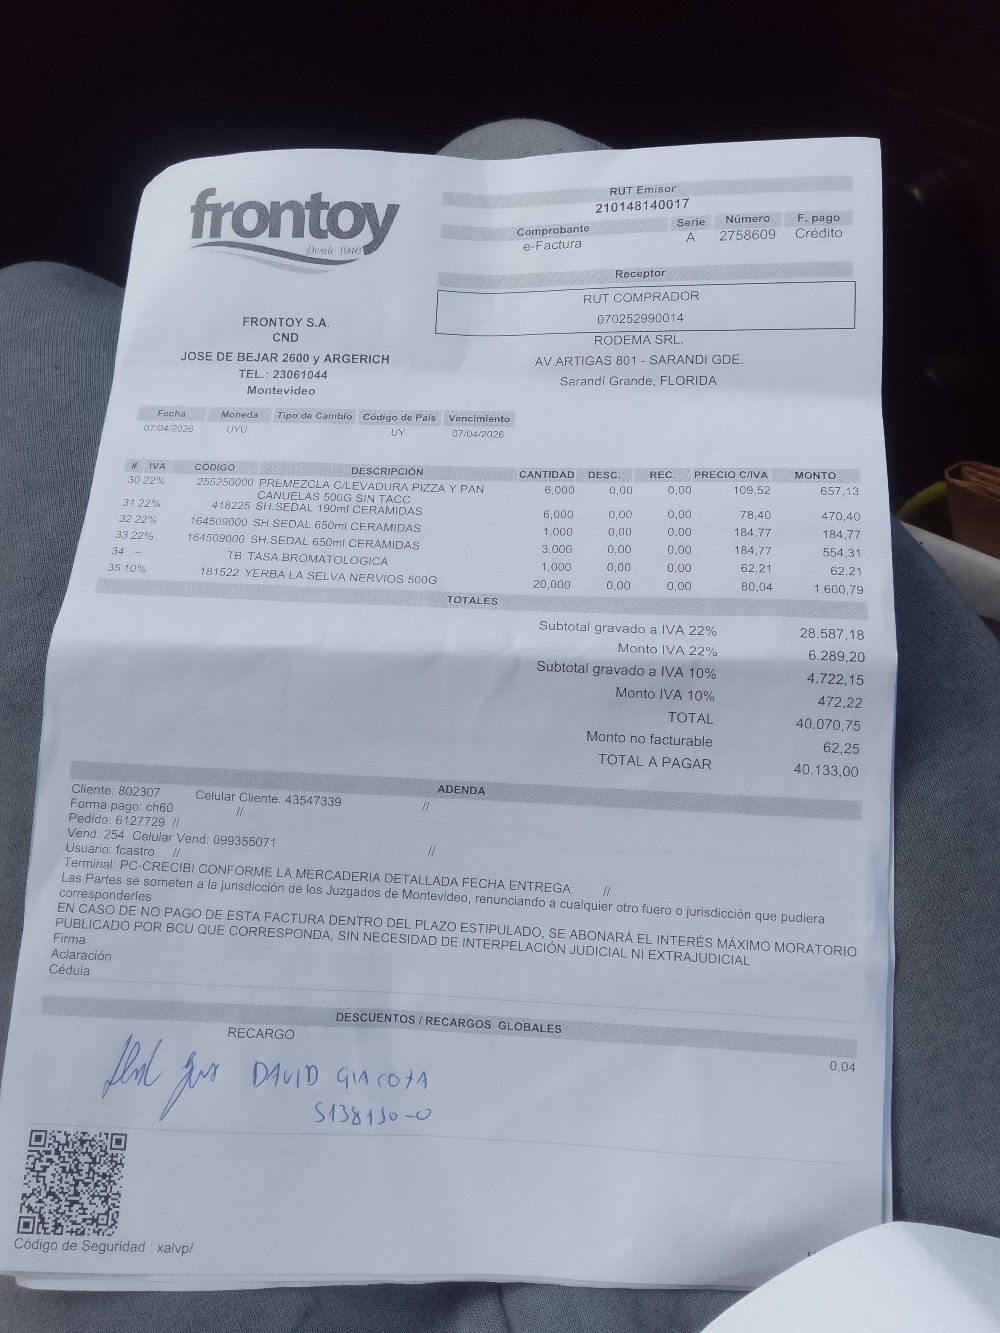 frontoy
Desde 1946
RUT Emisor
210148140017
Comprobante Serie Número F. pago
e-Factura A 2758609 Crédito
Receptor
RUT COMPRADOR
070252990014
RODEMA SRL.
AV.ARTIGAS 801 - SARANDI GDE.
Sarandí Grande, FLORIDA
FRONTOY S.A.
CND
JOSE DE BEJAR 2600 y ARGERICH
TEL.: 23061044
Montevideo
Fecha Moneda Tipo de Cambio Código de País Vencimiento
07/04/2026 UYU UY 07/04/2026
# IVA CÓDIGO DESCRIPCIÓN CANTIDAD DESC. REC. PRECIO C/IVA MONTO
30 22% 255250000 PREMEZCLA C/LEVADURA PIZZA Y PAN 6,000 0,00 0,00 109,52 657,13
CANUELAS 500G SIN TACC
31 22% 418225 SH.SEDAL 190ml CERAMIDAS 6,000 0,00 0,00 78,40 470,40
32 22% 164509000 SH.SEDAL 650ml CERAMIDAS 1,000 0,00 0,00 184,77 184,77
33 22% 164509000 SH.SEDAL 650ml CERAMIDAS 3,000 0,00 0,00 184,77 554,31
34 -- TB TASA BROMATOLOGICA 1,000 0,00 0,00 62,21 62,21
35 10% 181522 YERBA LA SELVA NERVIOS 500G 20,000 0,00 0,00 80,04 1.600,79
TOTALES
Subtotal gravado a IVA 22% 28.587,18
Monto IVA 22% 6.289,20
Subtotal gravado a IVA 10% 4.722,15
Monto IVA 10% 472,22
TOTAL 40.070,75
Monto no facturable 62,25
TOTAL A PAGAR 40.133,00
ADENDA
Cliente: 802307 Celular Cliente: 43547339 //
Forma pago: ch60 //
Pedido: 6127729 //
Vend: 254 Celular Vend: 099355071
Usuario: fcastro // //
Terminal: PC-CRECIBI CONFORME LA MERCADERIA DETALLADA FECHA ENTREGA: //
Las Partes se someten a la jurisdicción de los Juzgados de Montevideo, renunciando a cualquier otro fuero o jurisdicción que pudiera
corresponderles
EN CASO DE NO PAGO DE ESTA FACTURA DENTRO DEL PLAZO ESTIPULADO, SE ABONARÁ EL INTERÉS MÁXIMO MORATORIO
PUBLICADO POR BCU QUE CORRESPONDA, SIN NECESIDAD DE INTERPELACIÓN JUDICIAL NI EXTRAJUDICIAL
Firma
Aclaración
Cédula
DESCUENTOS / RECARGOS GLOBALES
RECARGO 0,04
DAVID GIACOTA
5138150-0
Código de Seguridad : xalvp/